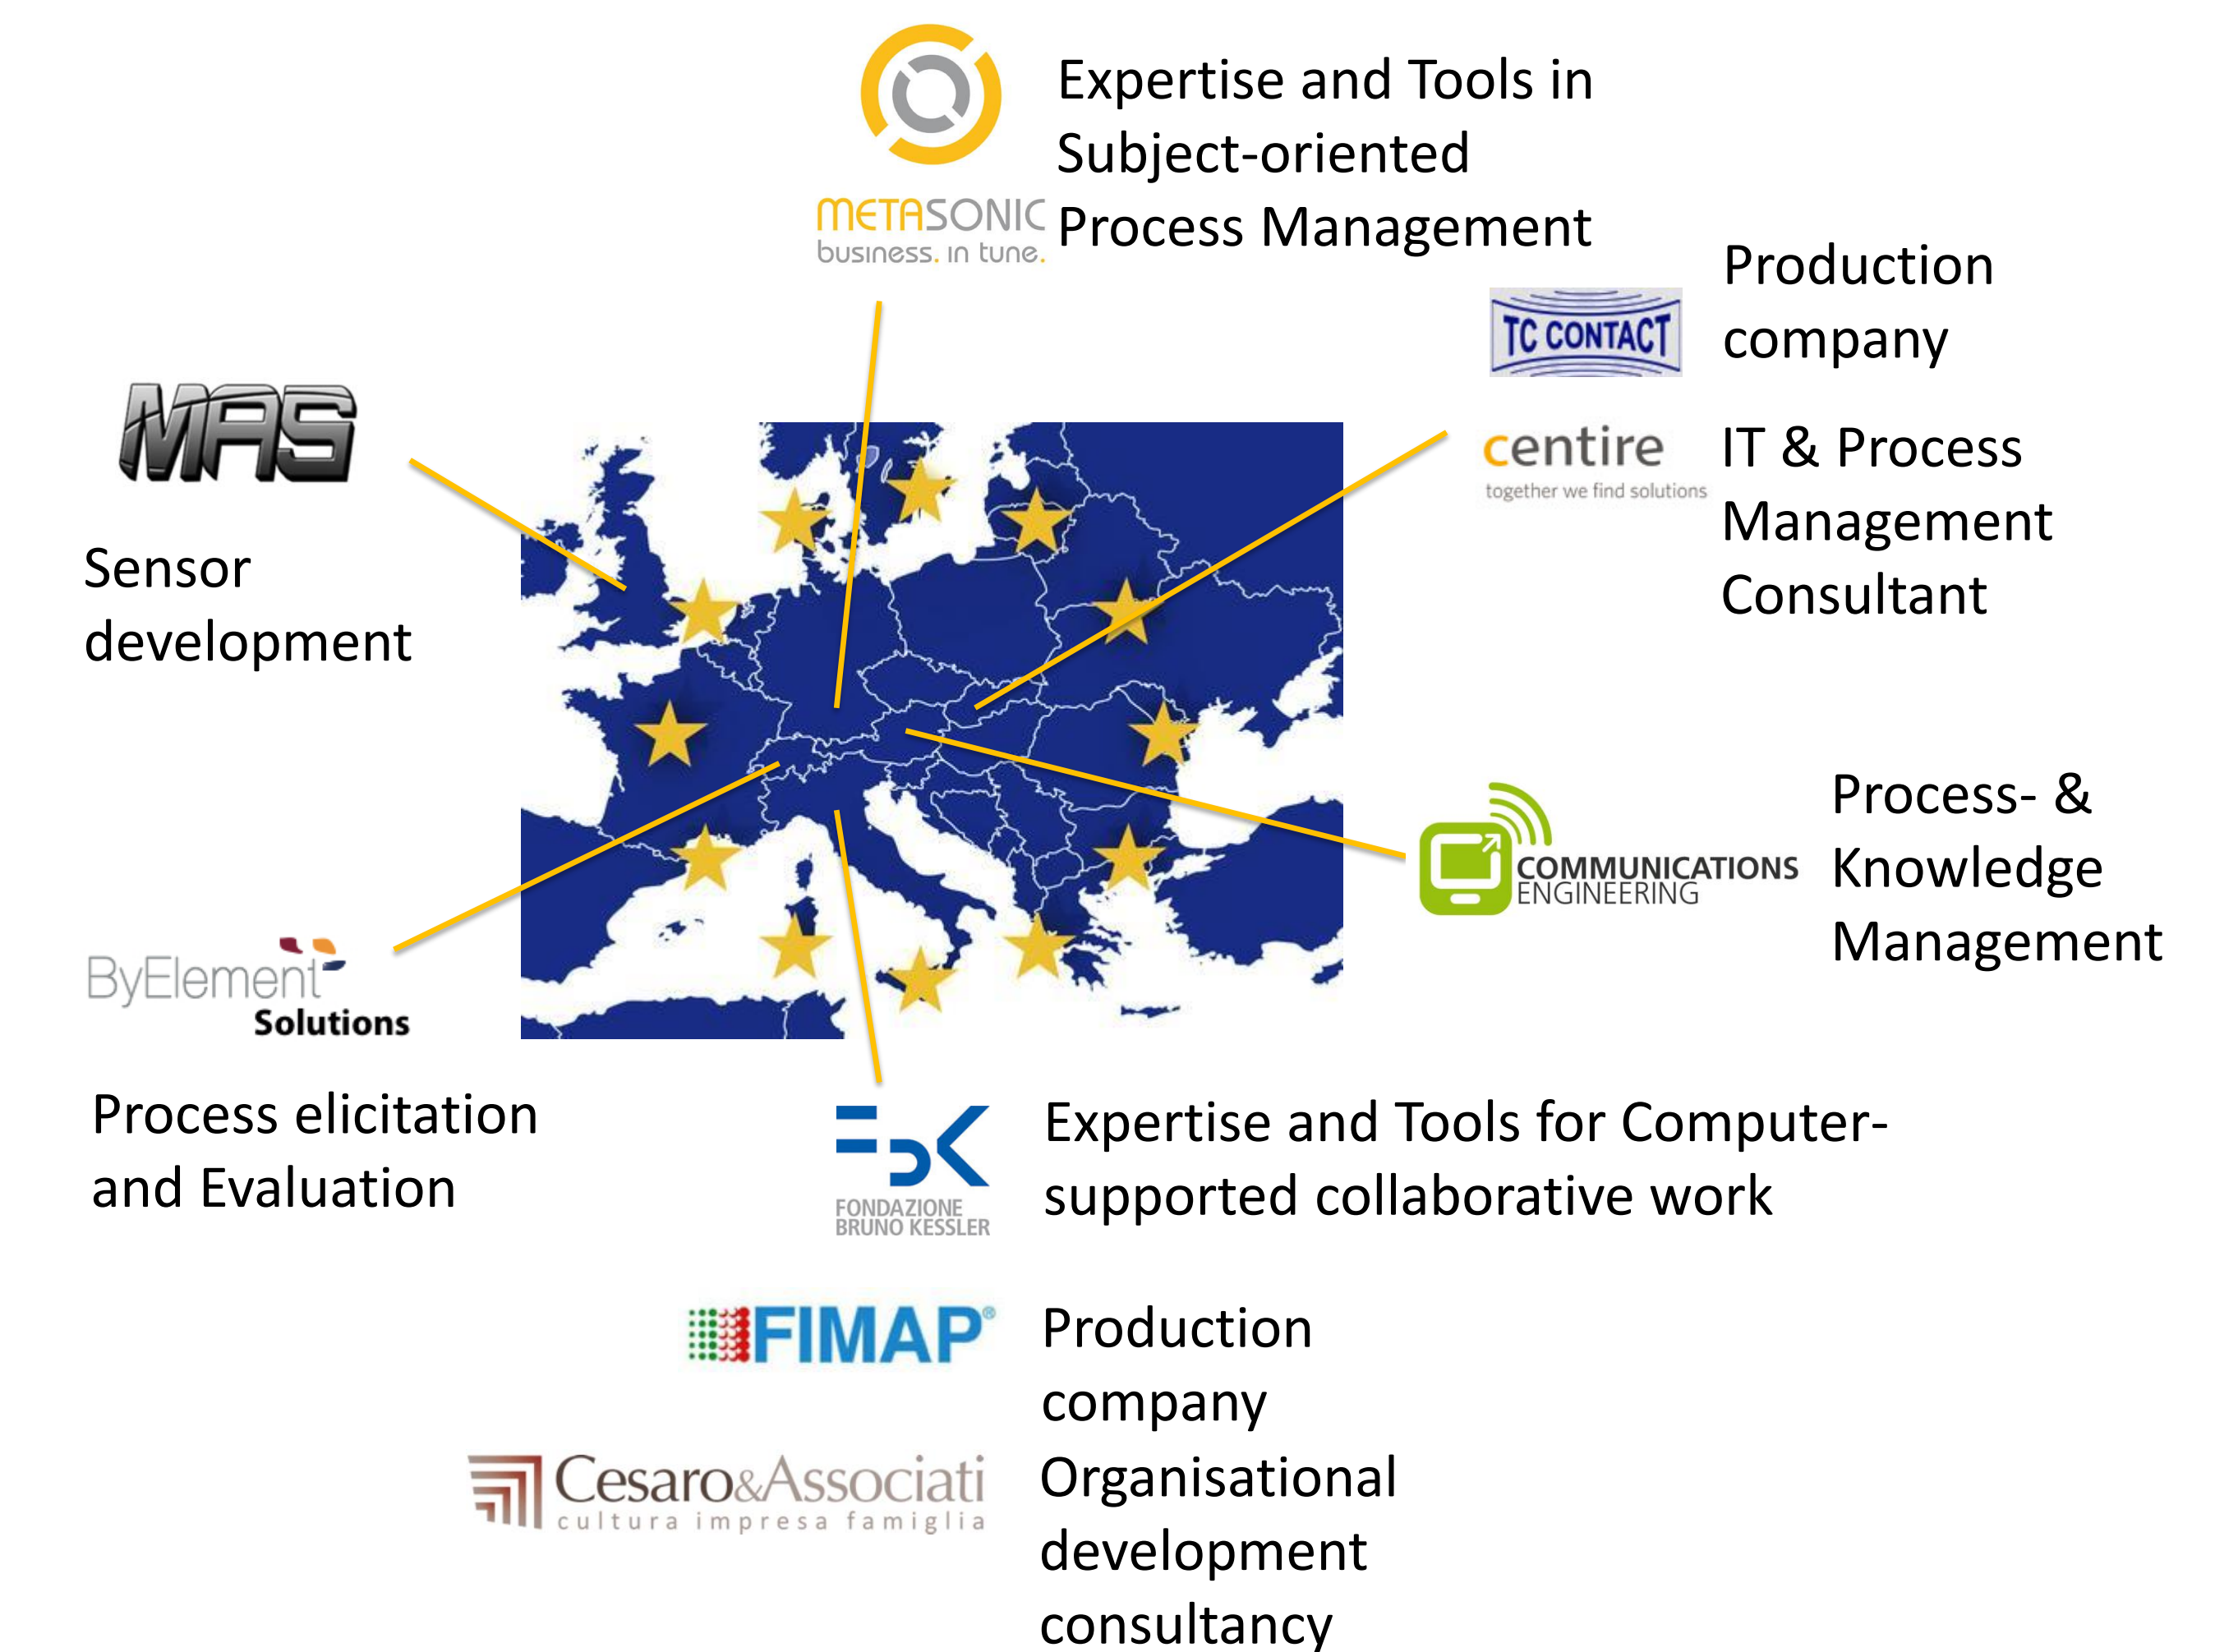 METASONIC
business. in tune.
Expertise and Tools in
Subject-oriented
Process Management
TC CONTACT
Production
company
centire
together we find solutions
IT & Process
Management
Consultant
MAS
Sensor
development
COMMUNICATIONS
ENGINEERING
Process- &
Knowledge
Management
ByElement
Solutions
Process elicitation
and Evaluation
FBK
FONDAZIONE
BRUNO KESSLER
Expertise and Tools for Computer-
supported collaborative work
FIMAP®
Production
company
Cesaro&Associati
cultura impresa famiglia
Organisational
development
consultancy